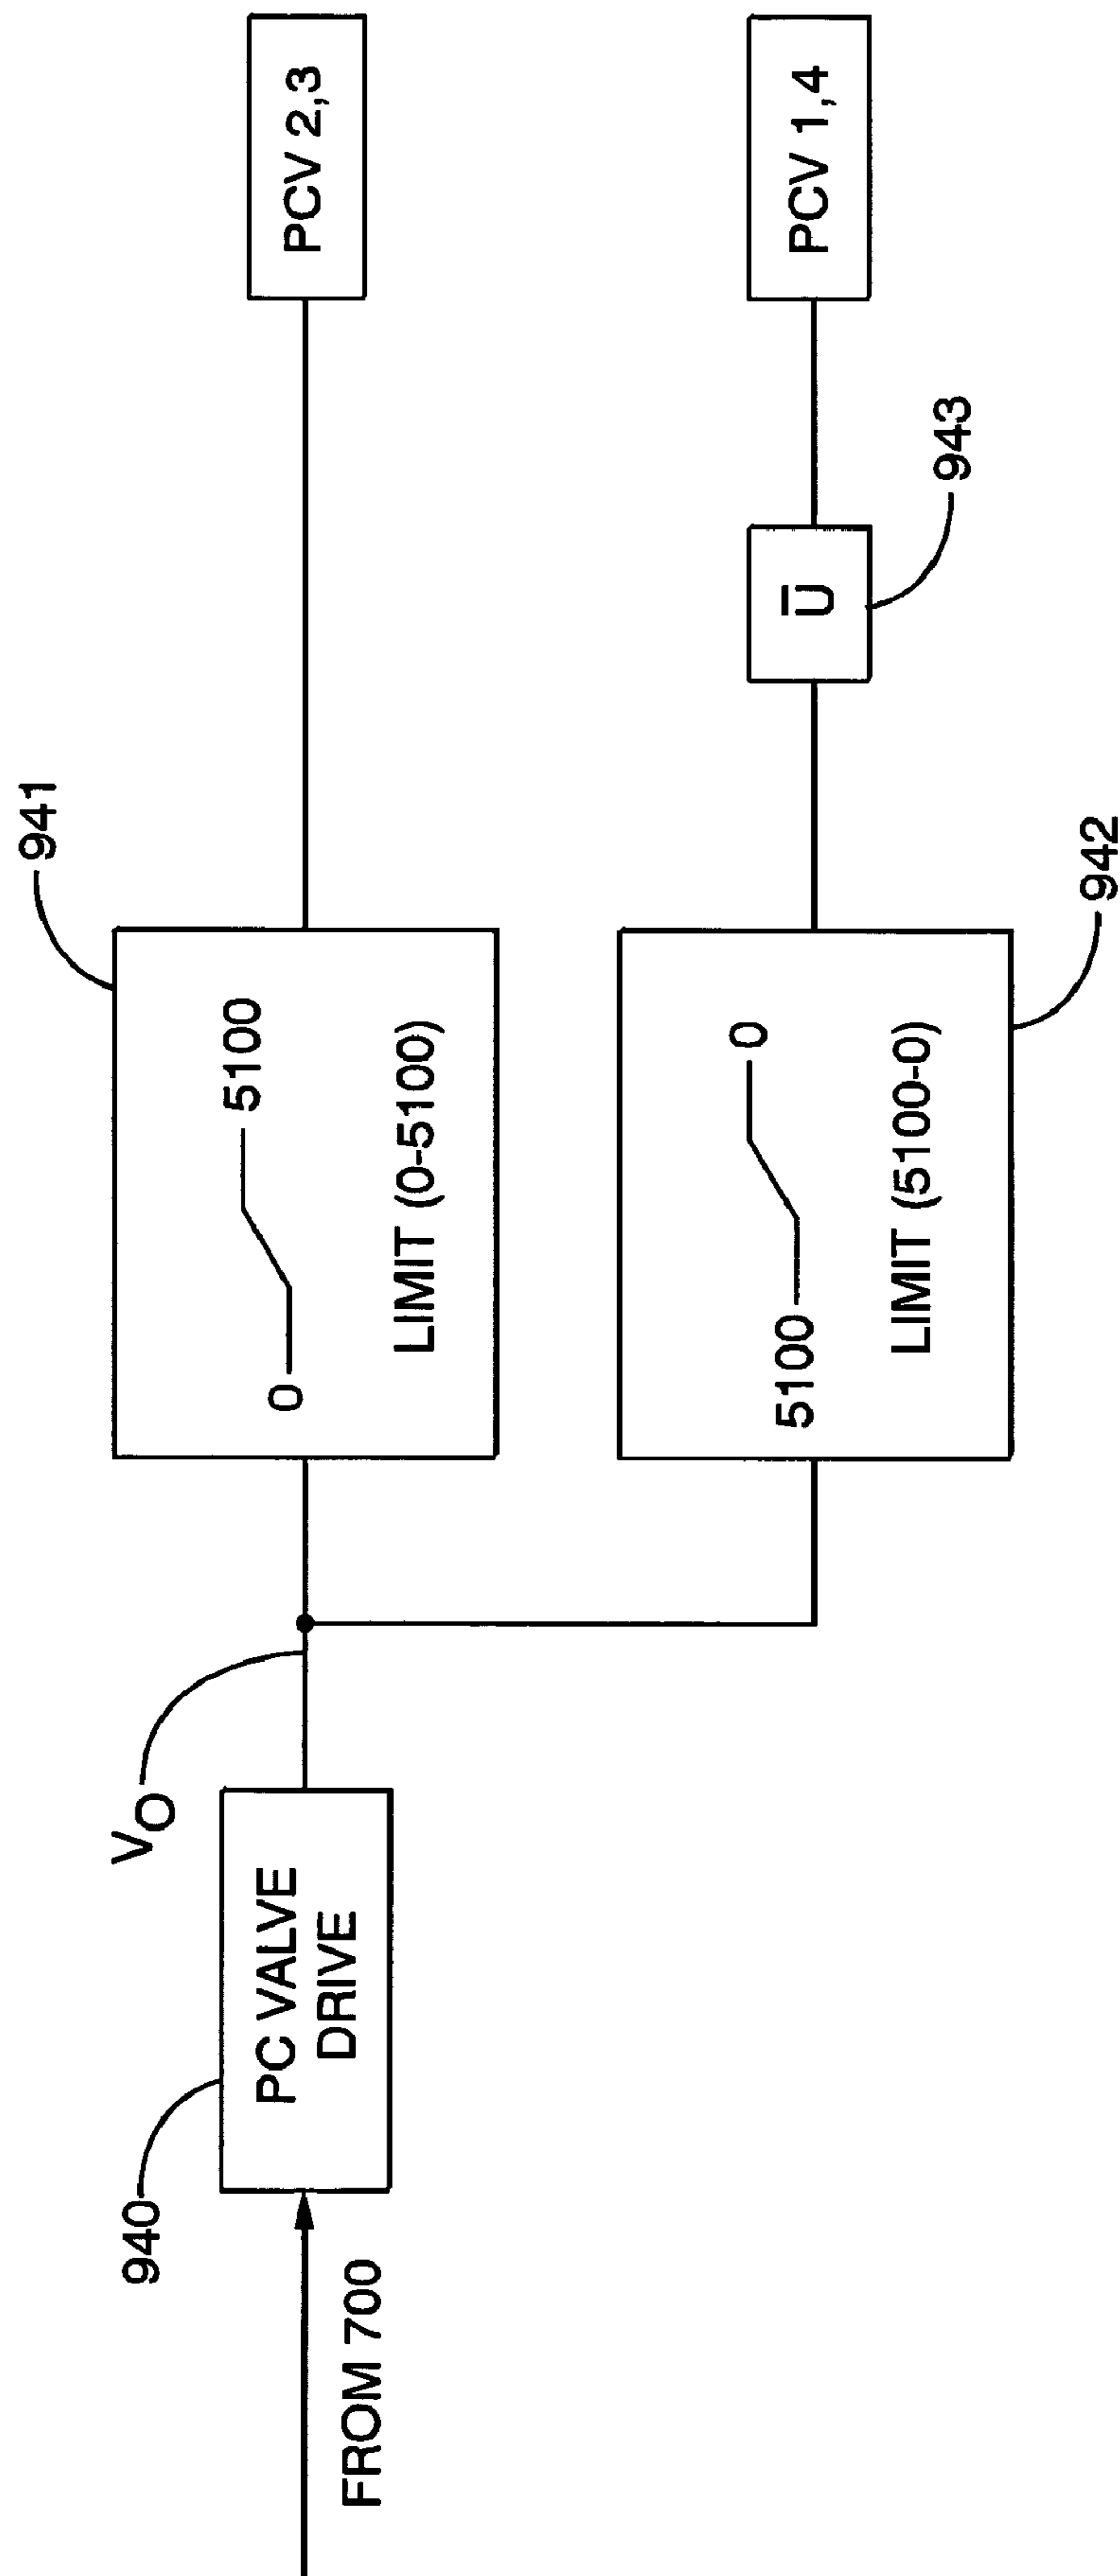 FROM 700
940
PC VALVE
DRIVE
VO
941
0
5100
LIMIT (0-5100)
PCV 2,3
5100
0
LIMIT (5100-0)
942
Ū
943
PCV 1,4